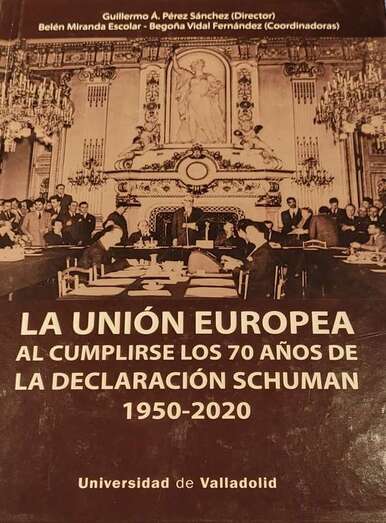 Guillermo Á. Pérez Sánchez (Director)
Belén Miranda Escolar - Begoña Vidal Fernández (Coordinadoras)
LA UNIÓN EUROPEA
AL CUMPLIRSE LOS 70 AÑOS DE
LA DECLARACIÓN SCHUMAN
1950-2020
Universidad de Valladolid